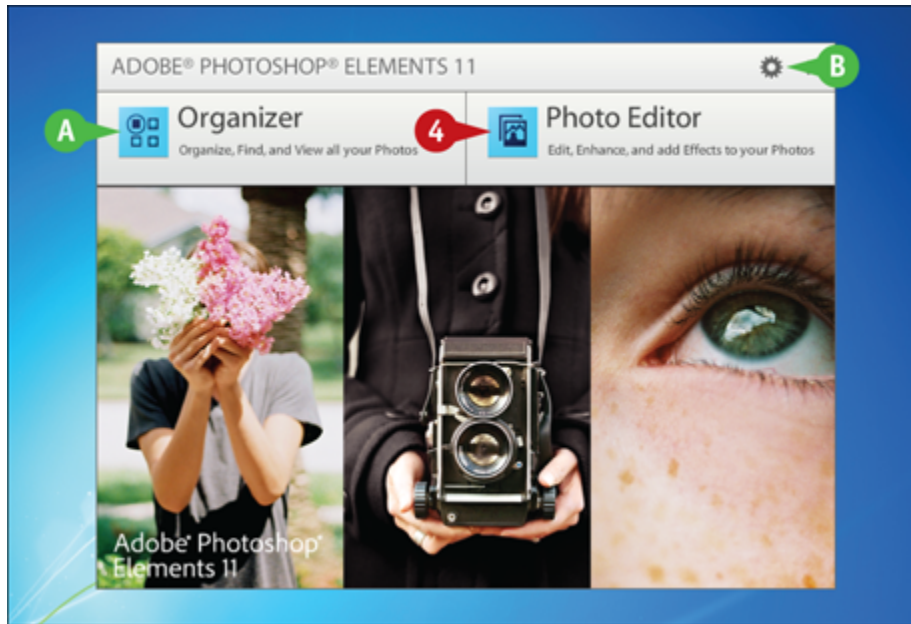 ADOBE® PHOTOSHOP® ELEMENTS 11
B
A
Organizer
Organize, Find, and View all your Photos
4
Photo Editor
Edit, Enhance, and add Effects to your Photos
Adobe® Photoshop®
Elements 11